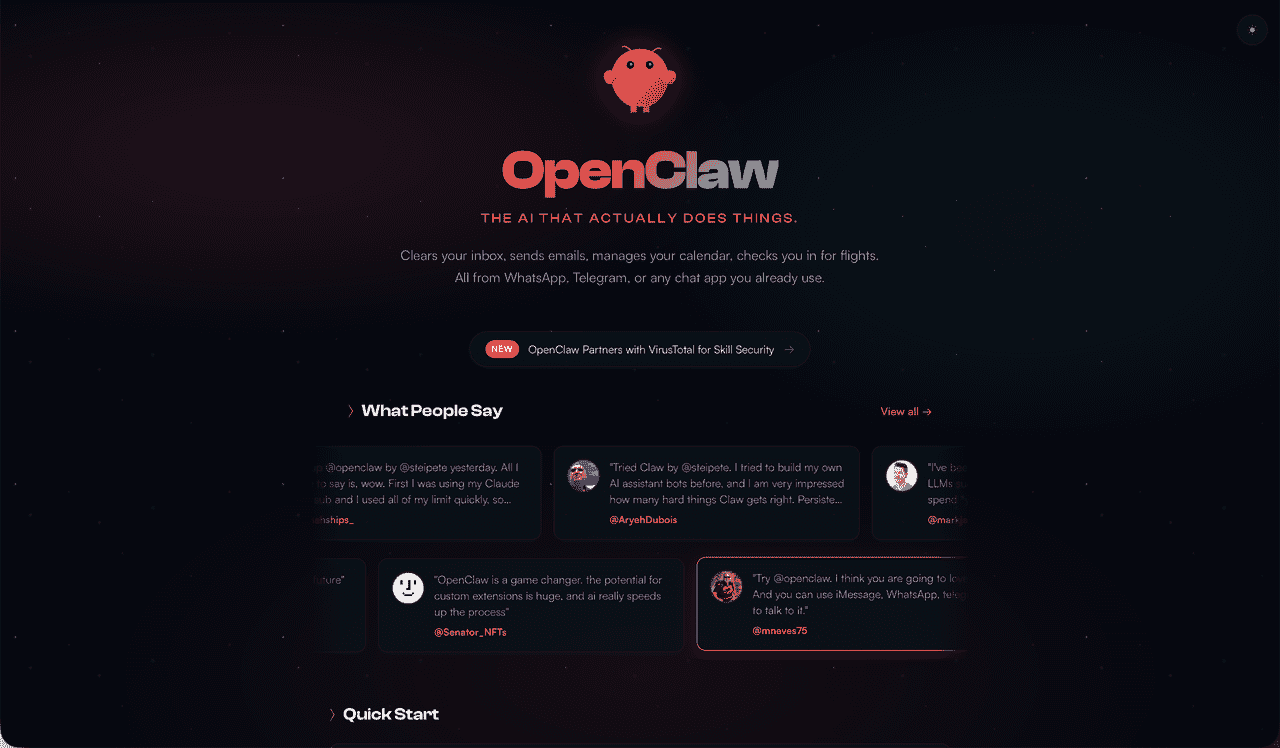 OpenClaw
THE AI THAT ACTUALLY DOES THINGS.
Clears your inbox, sends emails, manages your calendar, checks you in for flights.
All from WhatsApp, Telegram, or any chat app you already use.
NEW OpenClaw Partners with VirusTotal for Skill Security →
〉 What People Say
View all →
@openclaw by @steipete yesterday. All I
to say is, wow. First I was using my Claude
and I used all of my limit quickly, so...
"Tried Claw by @steipete. I tried to build my own
AI assistant bots before, and I am very impressed
how many hard things Claw gets right. Persiste...
@AryehDubois
"I've
LLMs
spend
"OpenClaw is a game changer. the potential for
custom extensions is huge, and ai really speeds
up the process"
@Senator_NFTs
"Try @openclaw. I think you are going to
And you can use iMessage, WhatsApp,
to talk to it."
@mneves75
〉 Quick Start